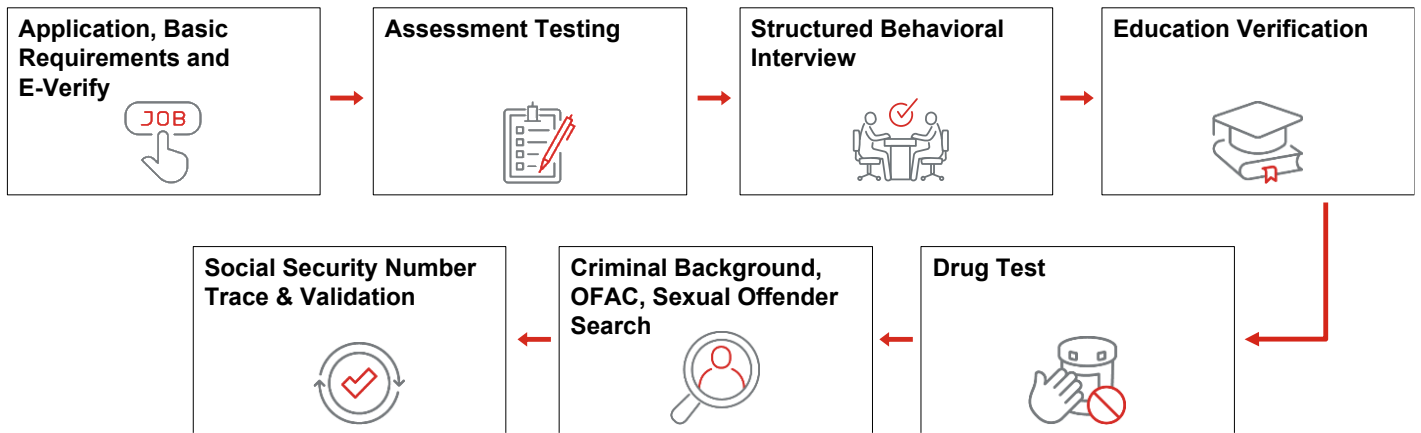 Application, Basic
Requirements and
E-Verify
JOB
Assessment Testing
Structured Behavioral
Interview
Education Verification
Drug Test
Criminal Background,
OFAC, Sexual Offender
Search
Social Security Number
Trace & Validation